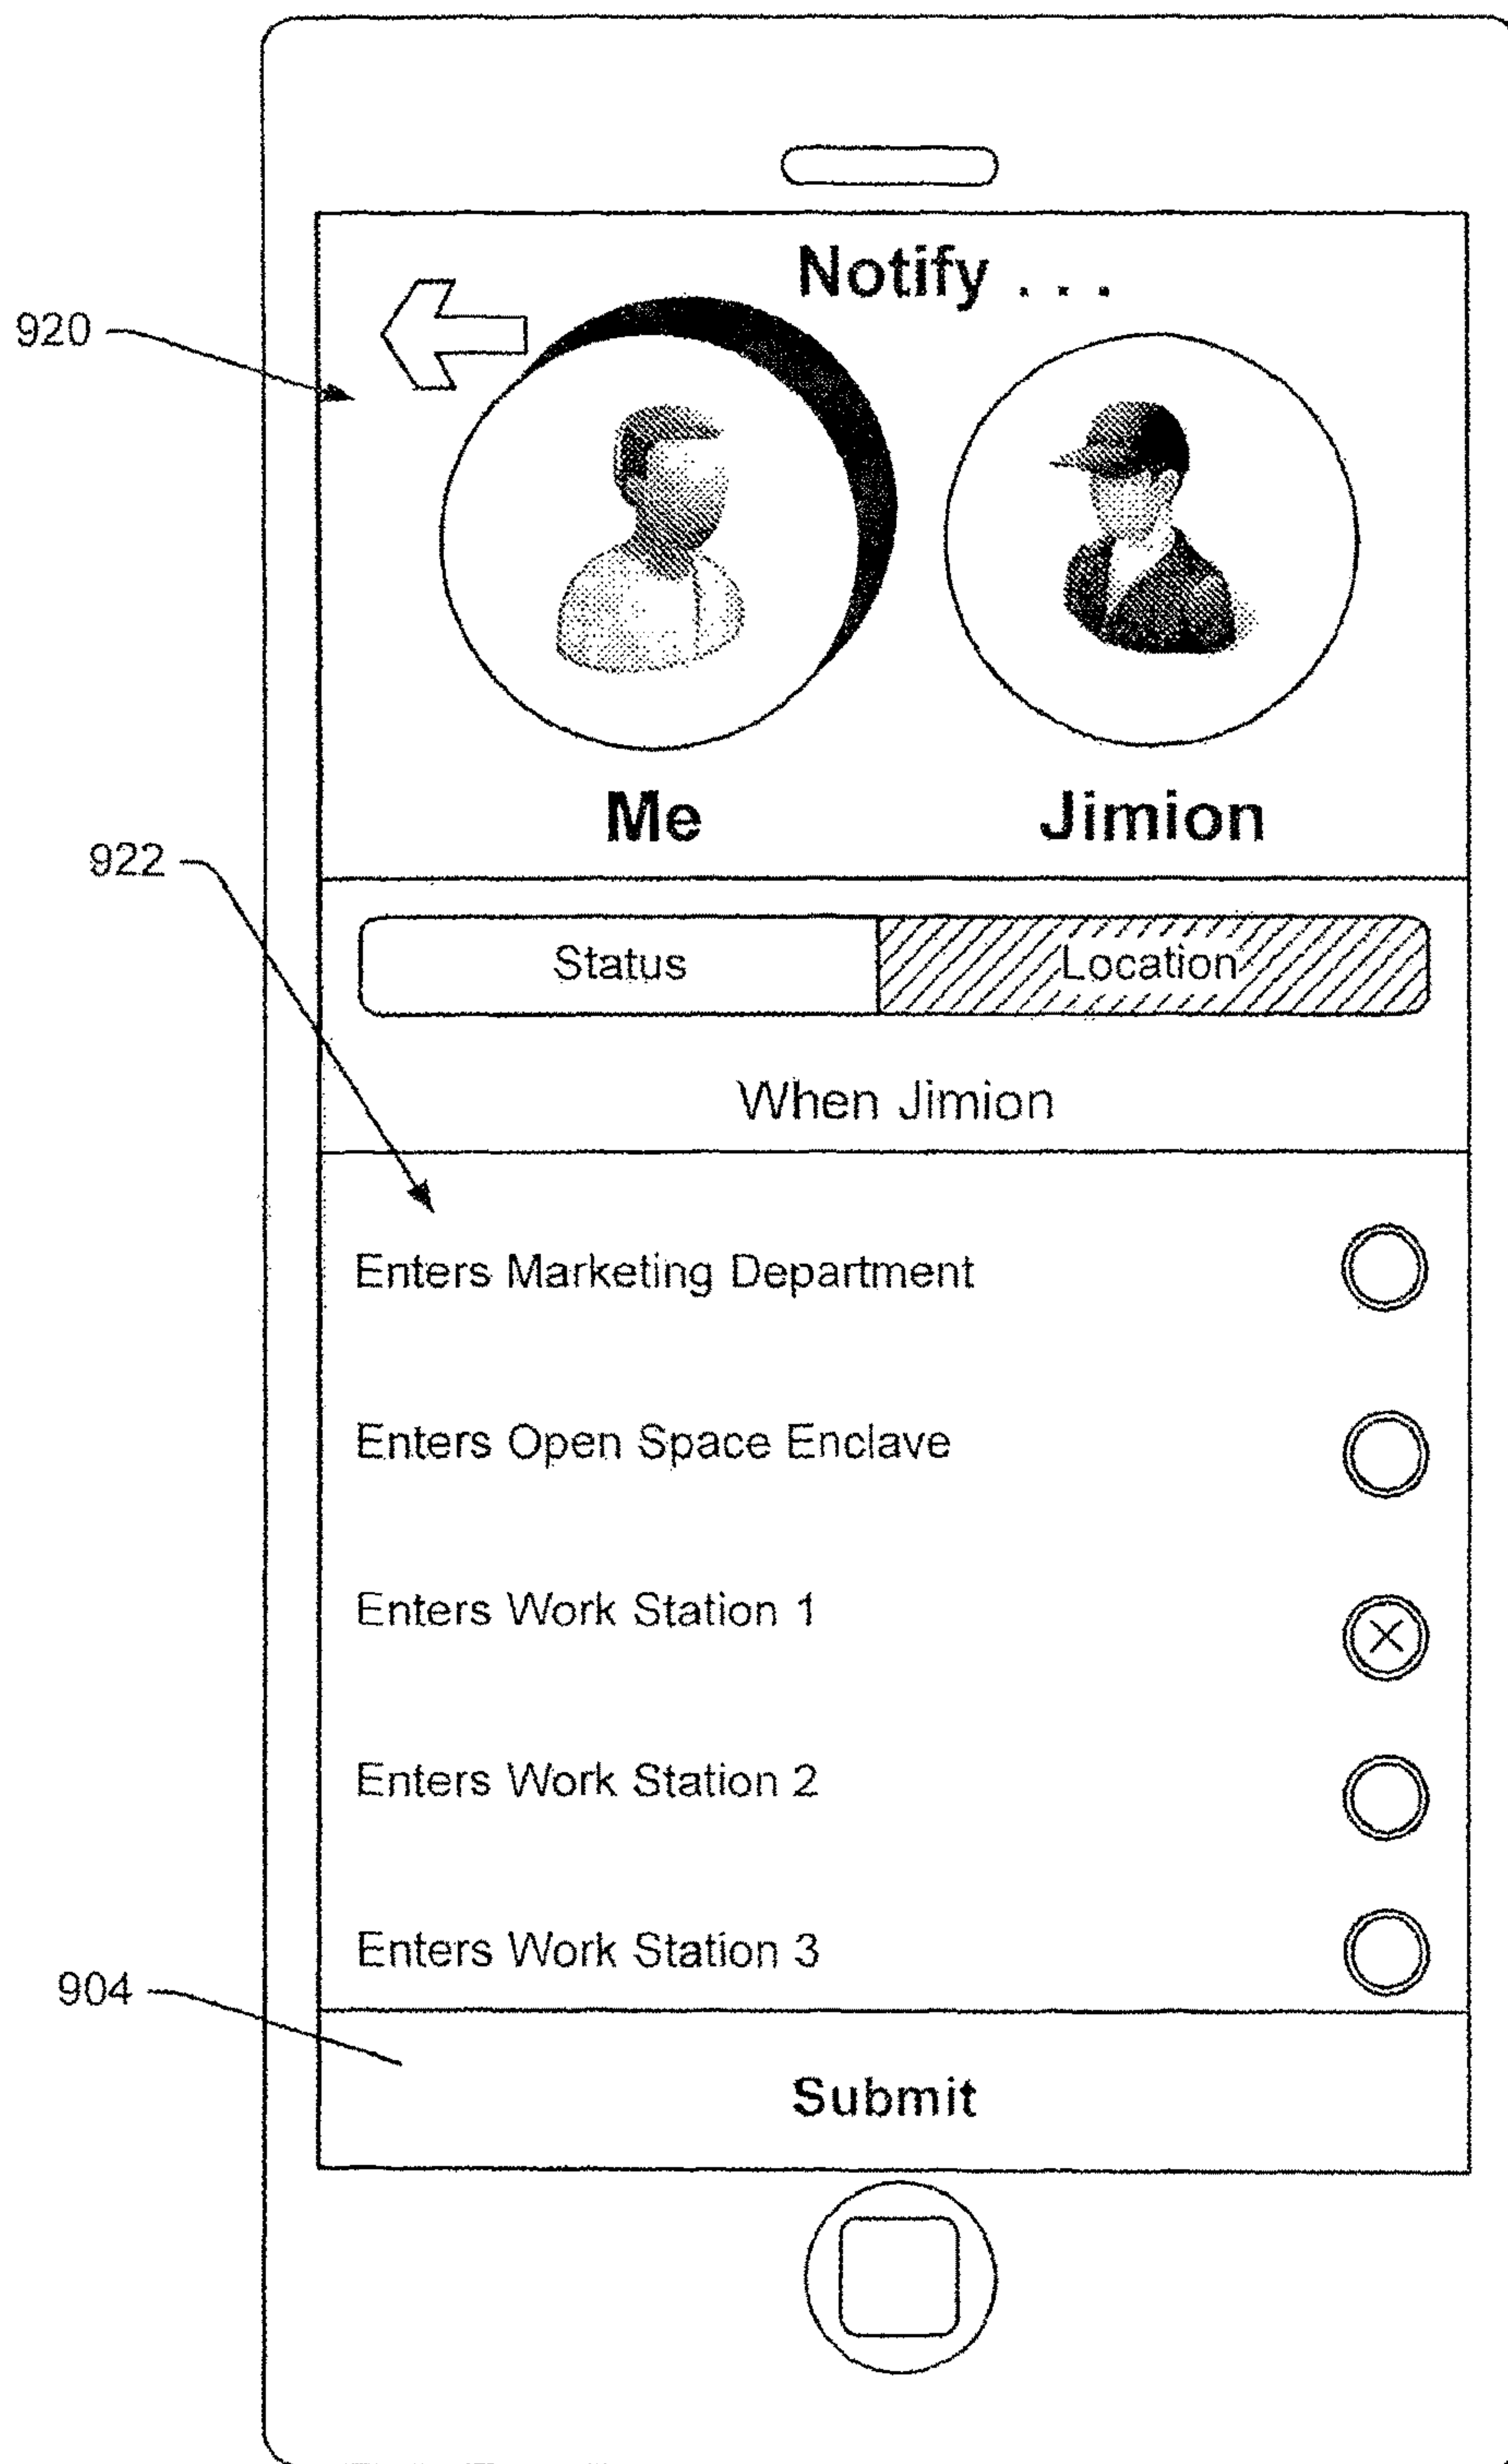 Notify . . .
920
Me Jimion
922
Status Location
When Jimion
Enters Marketing Department
Enters Open Space Enclave
Enters Work Station 1
Enters Work Station 2
Enters Work Station 3
904
Submit